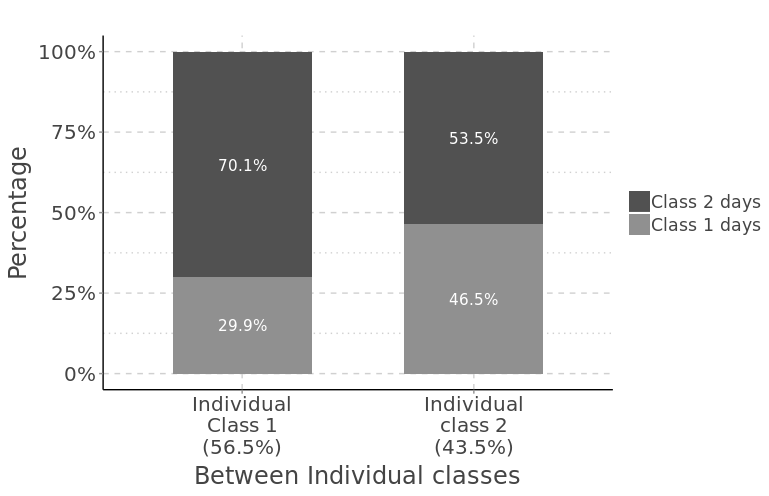 100%
75%
50%
25%
0%
Percentage
70.1%
29.9%
53.5%
46.5%
Individual
Class 1
(56.5%)
Individual
class 2
(43.5%)
Between Individual classes
Class 2 days
Class 1 days